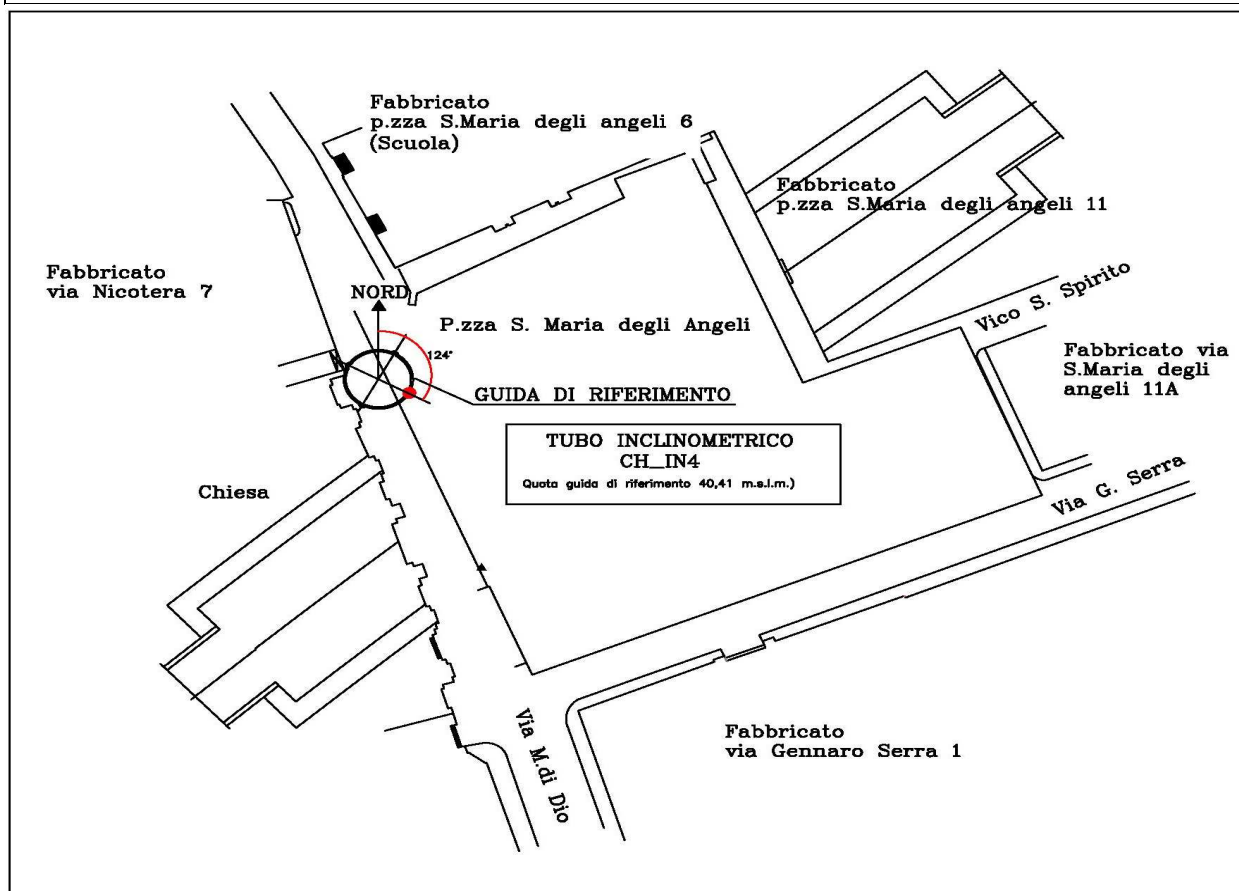 Fabbricato
p.zza S.Maria degli angeli 6
(Scuola)
Fabbricato
p.zza S.Maria degli angeli 11
Fabbricato
via Nicotera 7
NORD
P.zza S. Maria degli Angeli
124°
Vico S. Spirito
Fabbricato via
S.Maria degli
angeli 11A
GUIDA DI RIFERIMENTO
TUBO INCLINOMETRICO
CH_IN4
Quota guida di riferimento 40,41 m.s.l.m.)
Chiesa
Via G. Serra
Via M.di Dio
Fabbricato
via Gennaro Serra 1